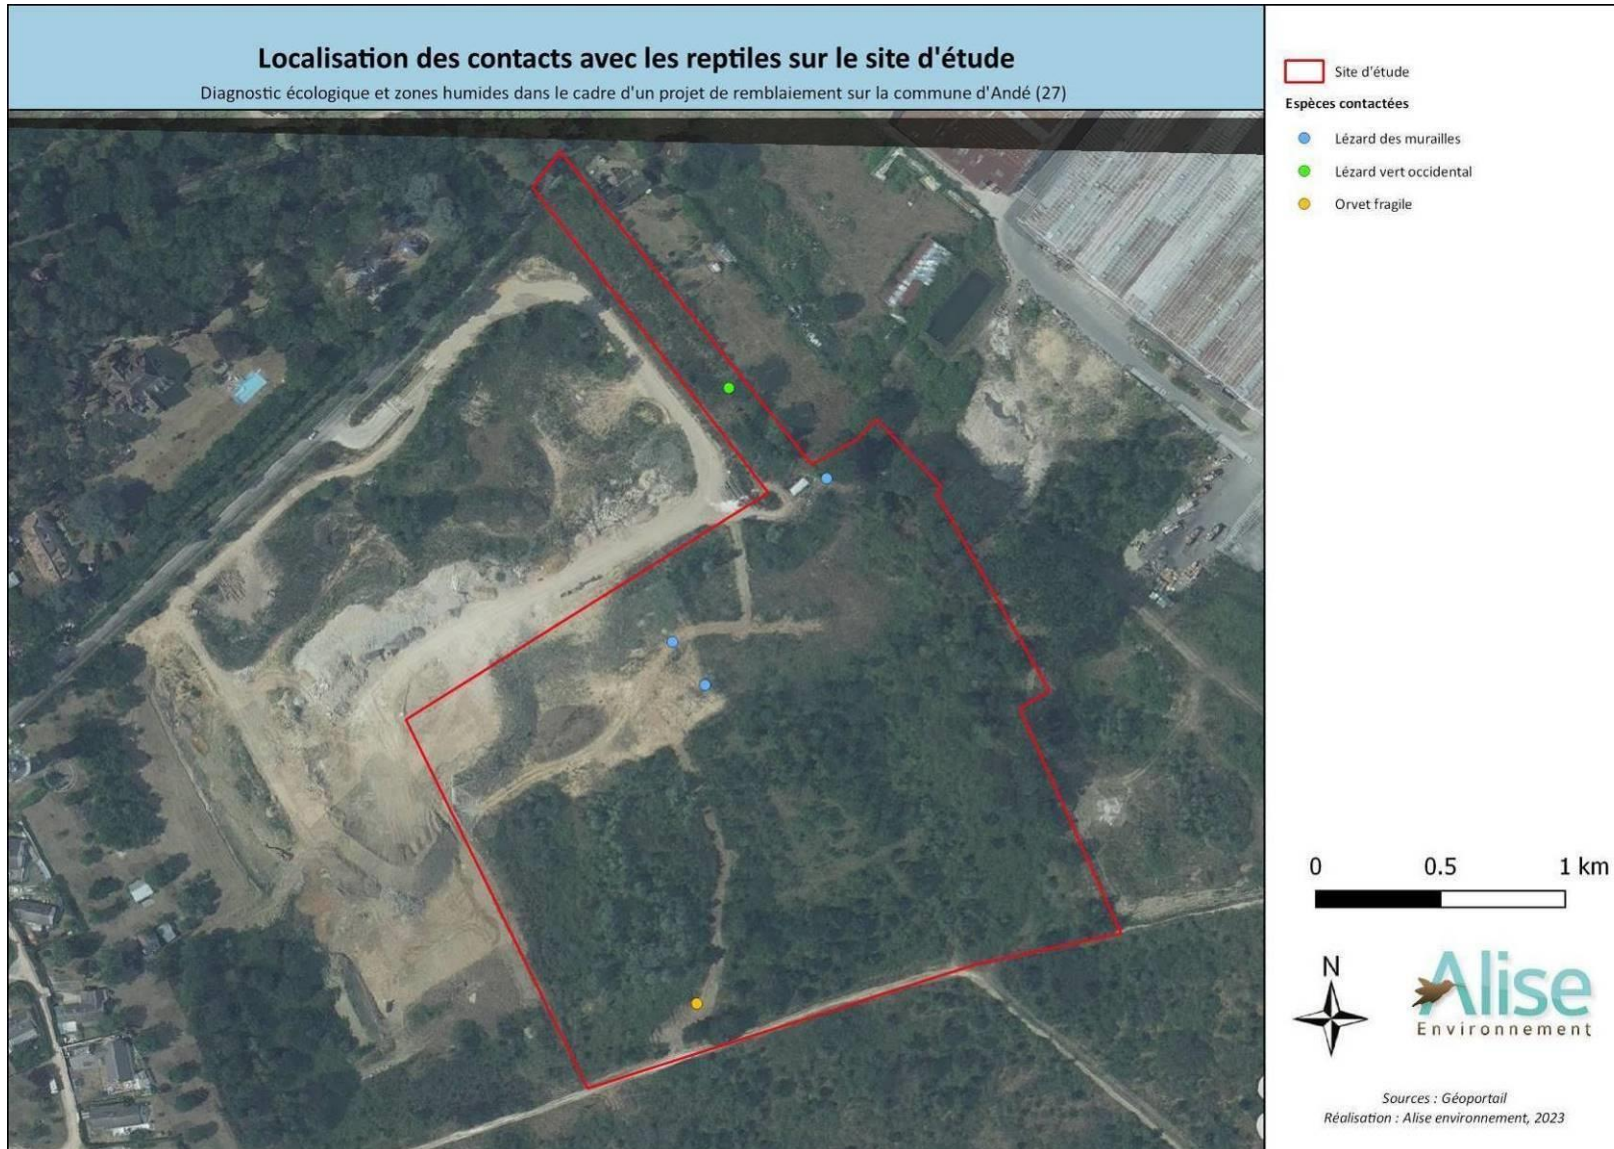 Localisation des contacts avec les reptiles sur le site d'étude
Diagnostic écologique et zones humides dans le cadre d'un projet de remblaiement sur la commune d'Andé (27)
Site d'étude
Espèces contactées
Lézard des murailles
Lézard vert occidental
Orvet fragile
0 0.5 1 km
N
Alise
Environnement
Sources : Géoportail
Réalisation : Alise environnement, 2023